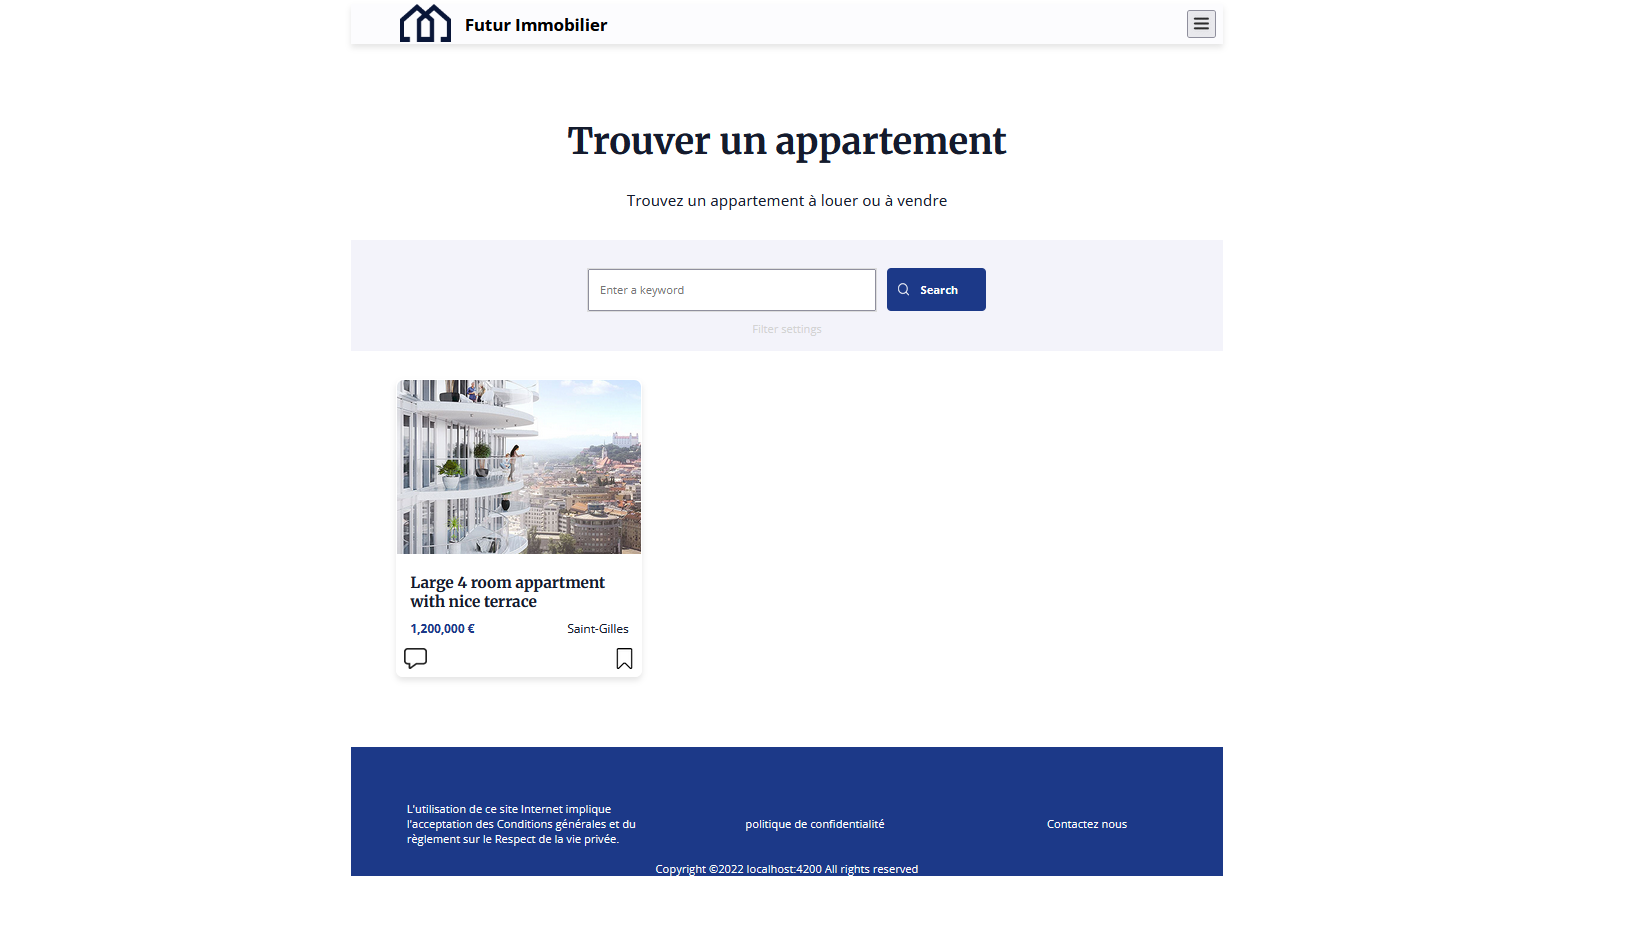 Futur Immobilier
Trouver un appartement
Trouvez un appartement à louer ou à vendre
Enter a keyword
Search
Filter settings
Large 4 room appartment
with nice terrace
1,200,000 €
Saint-Gilles
L'utilisation de ce site Internet implique
l'acceptation des Conditions générales et du
règlement sur le Respect de la vie privée.
politique de confidentialité
Contactez nous
Copyright ©2022 localhost:4200 All rights reserved